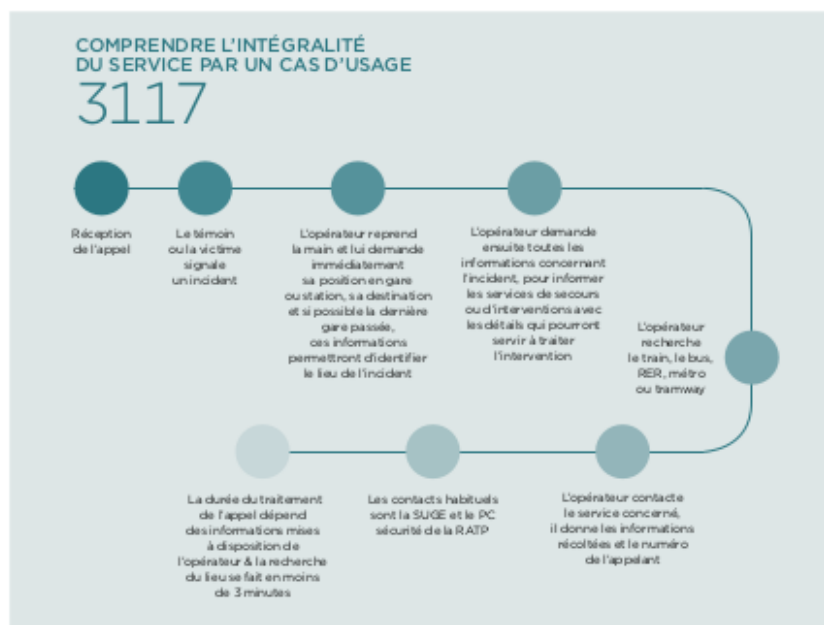 COMPRENDRE L'INTÉGRALITÉ
DU SERVICE PAR UN CAS D'USAGE
3117
Réception
de l'appel
Le témoin
ou la victime
signale
un incident
L'opérateur reprend
la main et lui demande
immédiatement
sa position en gare
ou station, sa destination
et si possible la dernière
gare passée,
ces informations
permettront d'identifier
le lieu de l'incident
L'opérateur demande
ensuite toutes les
informations concernant
l'incident, pour informer
les services de secours
ou d'interventions avec
les détails qui pourront
servir à traiter
l'intervention
L'opérateur
recherche
le train, le bus,
RER, métro
ou tramway
L'opérateur contacte
le service concerné,
il donne les informations
récoltées et le numéro
de l'appelant
Les contacts habituels
sont la SUGE et le PC
sécurité de la RATP
La durée du traitement
de l'appel dépend
des informations mises
à disposition de
l'opérateur & la recherche
du lieu se fait en moins
de 3 minutes